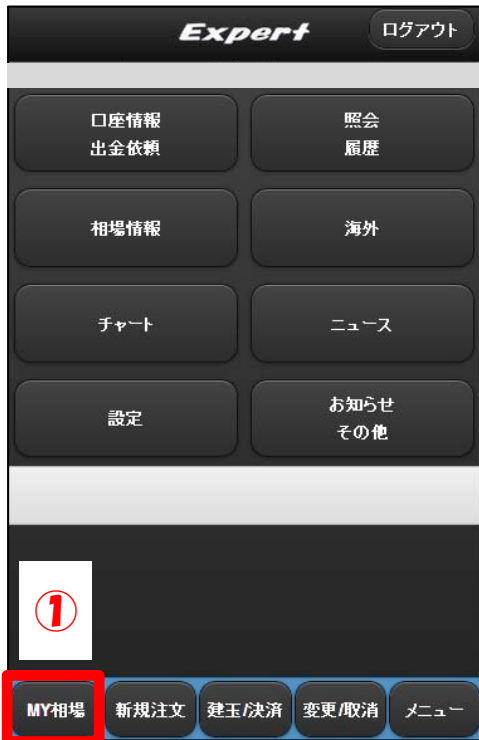 Expert
ログアウト
口座情報
出金依頼
照会
履歴
相場情報
海外
チャート
ニュース
設定
お知らせ
その他
①
MY相場
新規注文
建玉/決済
変更/取消
メニュー